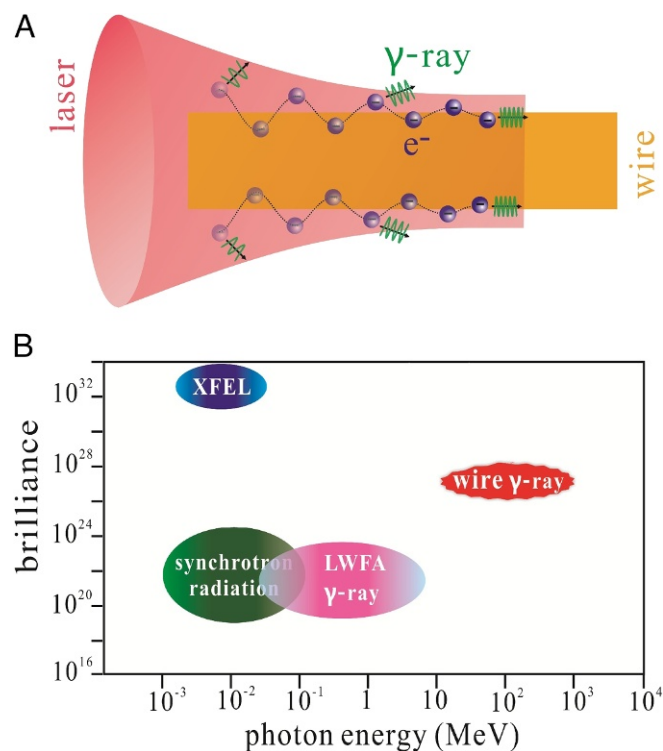 A
laser
γ-ray
e⁻
wire
B
brilliance
10³²
10²⁸
10²⁴
10²⁰
10¹⁶
XFEL
wire γ-ray
synchrotron
radiation
LWFA
γ-ray
10⁻³ 10⁻² 10⁻¹ 1 10 10² 10³ 10⁴
photon energy (MeV)